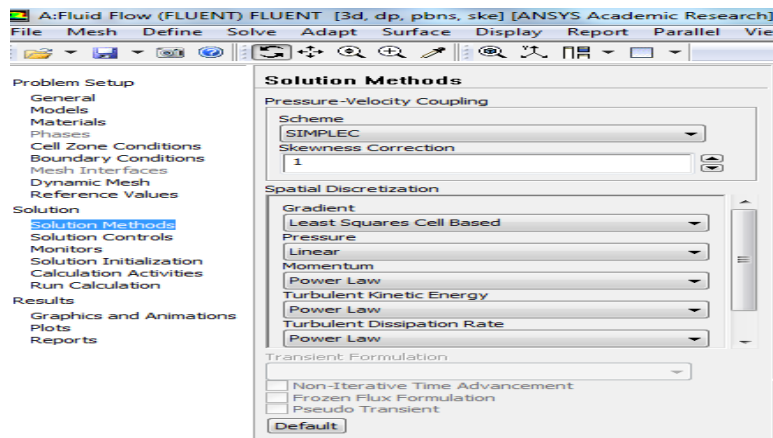 A:Fluid Flow (FLUENT) FLUENT [3d, dp, pbns, ske] [ANSYS Academic Research]
File Mesh Define Solve Adapt Surface Display Report Parallel Vie
Problem Setup
General
Models
Materials
Phases
Cell Zone Conditions
Boundary Conditions
Mesh Interfaces
Dynamic Mesh
Reference Values
Solution
Solution Methods
Solution Controls
Monitors
Solution Initialization
Calculation Activities
Run Calculation
Results
Graphics and Animations
Plots
Reports
Solution Methods
Pressure-Velocity Coupling
Scheme
SIMPLEC
Skewness Correction
1
Spatial Discretization
Gradient
Least Squares Cell Based
Pressure
Linear
Momentum
Power Law
Turbulent Kinetic Energy
Power Law
Turbulent Dissipation Rate
Power Law
Transient Formulation
Non-Iterative Time Advancement
Frozen Flux Formulation
Pseudo Transient
Default